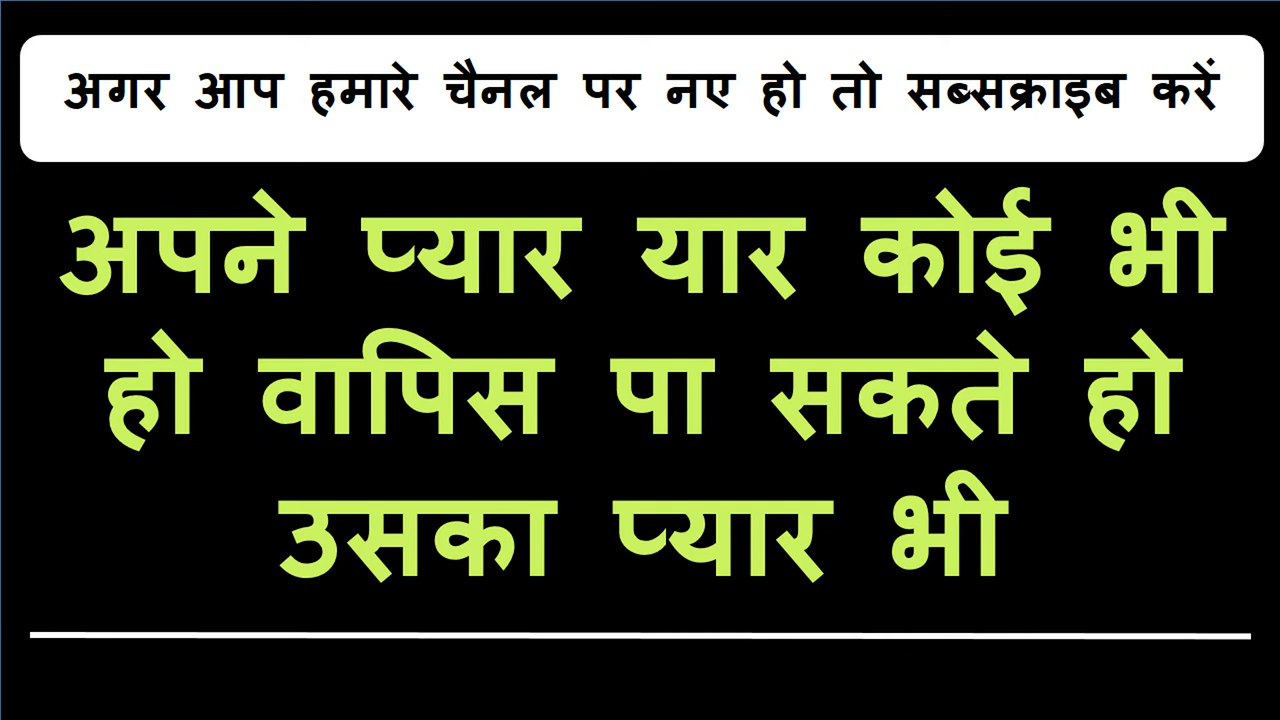 अगर आप हमारे चैनल पर नए हो तो सब्सक्राइब करें
अपने प्यार यार कोई भी
हो वापिस पा सकते हो
उसका प्यार भी